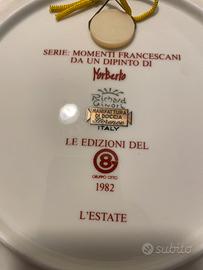 SERIE: MOMENTI FRANCESCANI
DA UN DIPINTO DI
Norberto
Richard
Ginori
MANIFATTURA
DI DOCCIA
ITALY
LE EDIZIONI DEL
8
GRUPPO OTTO
1982
L'ESTATE
subito